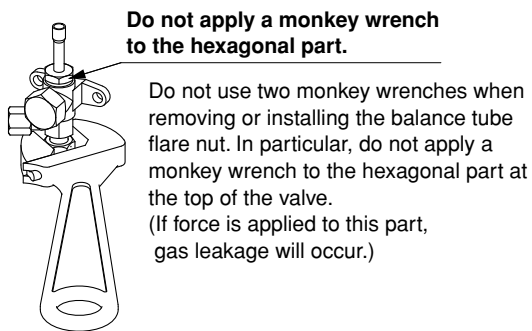 Do not apply a monkey wrench
to the hexagonal part.
Do not use two monkey wrenches when
removing or installing the balance tube
flare nut. In particular, do not apply a
monkey wrench to the hexagonal part at
the top of the valve.
(If force is applied to this part,
gas leakage will occur.)